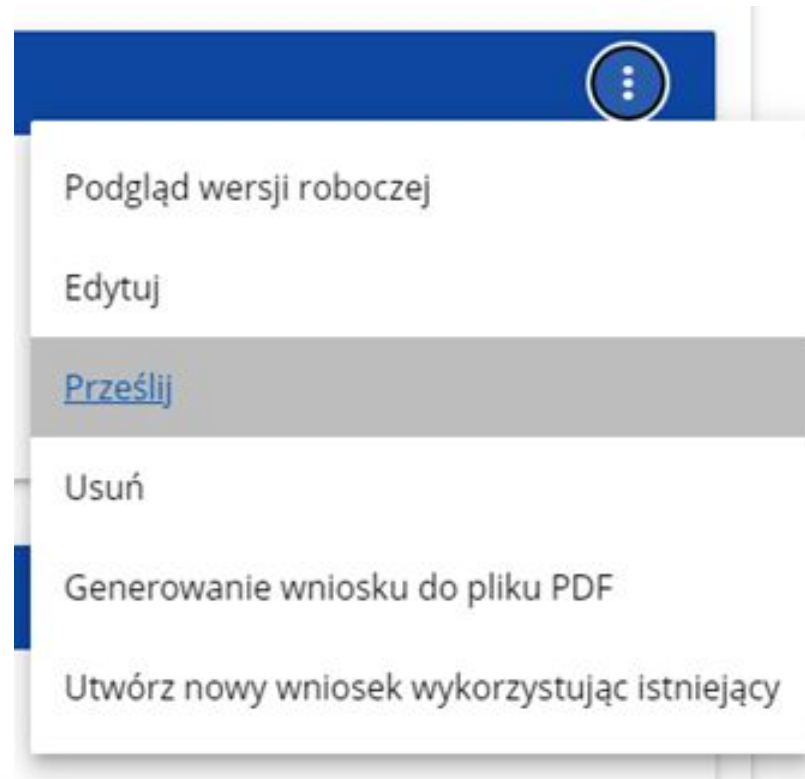 Podgląd wersji roboczej
Edytuj
Prześlij
Usuń
Generowanie wniosku do pliku PDF
Utwórz nowy wniosek wykorzystując istniejący